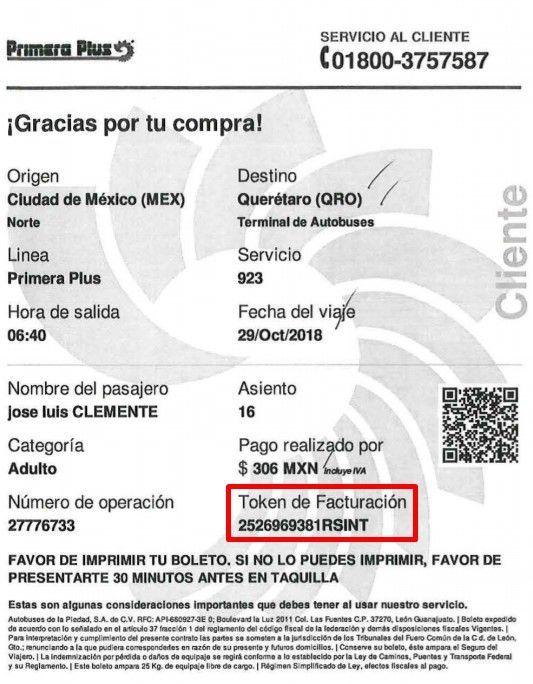 Primera Plus
SERVICIO AL CLIENTE
01800-3757587
¡Gracias por tu compra!
Origen
Ciudad de México (MEX)
Norte
Destino
Querétaro (QRO)
Terminal de Autobuses
Linea
Primera Plus
Servicio
923
Hora de salida
06:40
Fecha del viaje
29/Oct/2018
Cliente
Nombre del pasajero
jose luis CLEMENTE
Asiento
16
Categoría
Adulto
Pago realizado por
$ 306 MXN Incluye IVA
Número de operación
27776733
Token de Facturación
2526969381RSINT
FAVOR DE IMPRIMIR TU BOLETO. SI NO LO PUEDES IMPRIMIR, FAVOR DE
PRESENTARTE 30 MINUTOS ANTES EN TAQUILLA
Estas son algunas consideraciones importantes que debes tener al usar nuestro servicio.
Autobuses de la Piedad, S.A. de C.V. RFC: API-680927-3E 0; Boulevard la Luz 2011 Col. Las Fuentes C.P. 37270, León Guanajuato. | Boleto expedido
de acuerdo con lo señalado en el artículo 37 fracción 1 del reglamento del código fiscal de la federación y demás disposiciones fiscales Vigentes. |
Para interpretación y cumplimiento del presente contrato las partes se someten a la jurisdicción de los Tribunales del Fuero Común de la C.d. de León,
Gto.; renunciando a la que pudiera corresponderles en razón de su presente y futuros domicilios. | Conserve su boleto, éste ampara el Seguro del
Viajero. | La indemnización por pérdida o daños de equipaje se regirá conforme a lo establecido por la Ley de Caminos, Puentes y Transporte Federal
y su Reglamento. | Este boleto ampara 25 Kg. de equipaje libre de cargo. | Régimen Simplificado de Ley, efectos fiscales al pago.